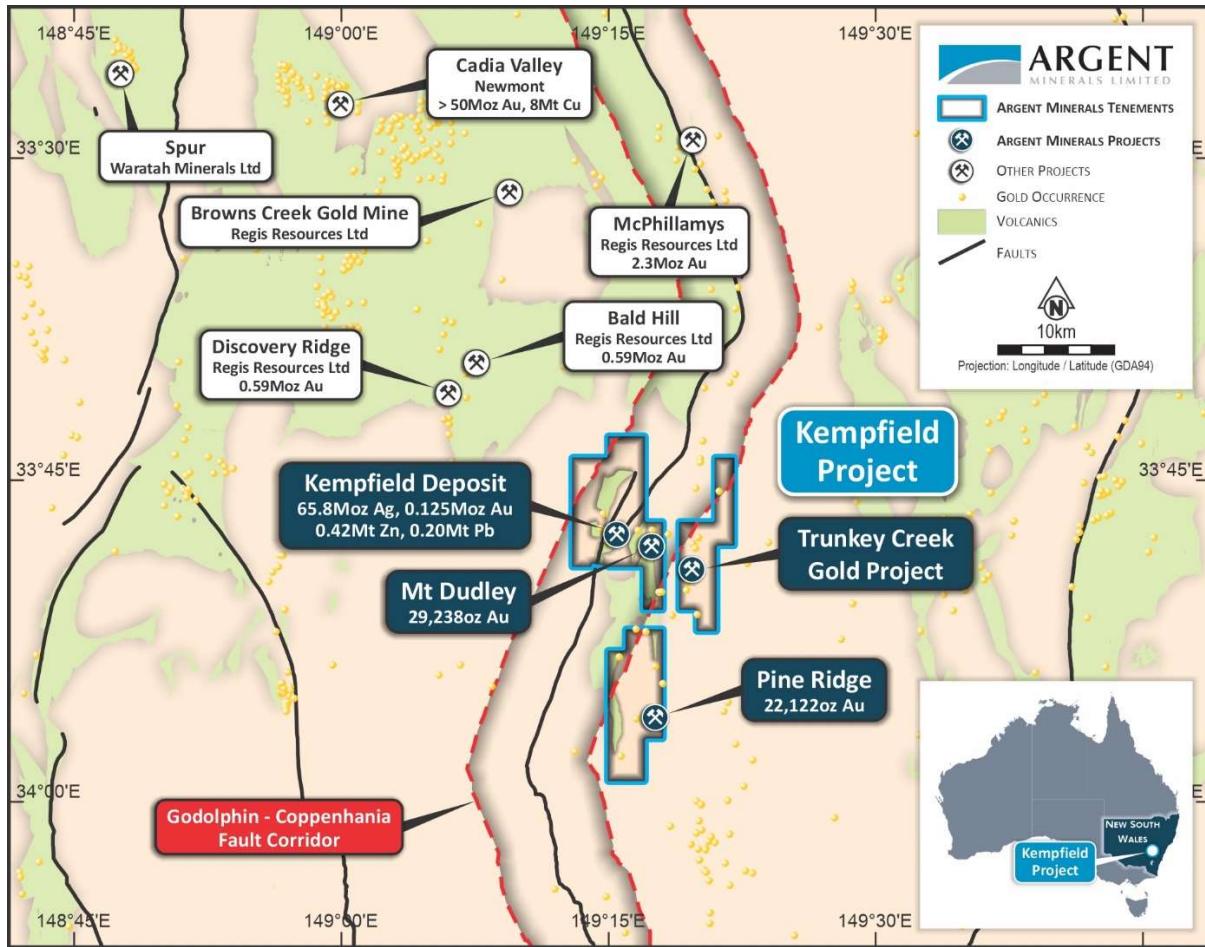 148°45'E
149°00'E
149°15'E
149°30'E
33°30'E
33°45'E
34°00'E
33°45'E
148°45'E
149°00'E
149°15'E
149°30'E
Spur
Waratah Minerals Ltd
Cadia Valley
Newmont
> 50Moz Au, 8Mt Cu
Browns Creek Gold Mine
Regis Resources Ltd
McPhillamys
Regis Resources Ltd
2.3Moz Au
Bald Hill
Regis Resources Ltd
0.59Moz Au
Discovery Ridge
Regis Resources Ltd
0.59Moz Au
Kempfield
Project
Kempfield Deposit
65.8Moz Ag, 0.125Moz Au
0.42Mt Zn, 0.20Mt Pb
Mt Dudley
29,238oz Au
Trunkey Creek
Gold Project
Pine Ridge
22,122oz Au
Godolphin - Coppenhania
Fault Corridor
ARGENT
MINERALS LIMITED
ARGENT MINERALS TENEMENTS
ARGENT MINERALS PROJECTS
OTHER PROJECTS
GOLD OCCURRENCE
VOLCANICS
FAULTS
N
10km
Projection: Longitude / Latitude (GDA94)
NEW SOUTH
WALES
Kempfield
Project